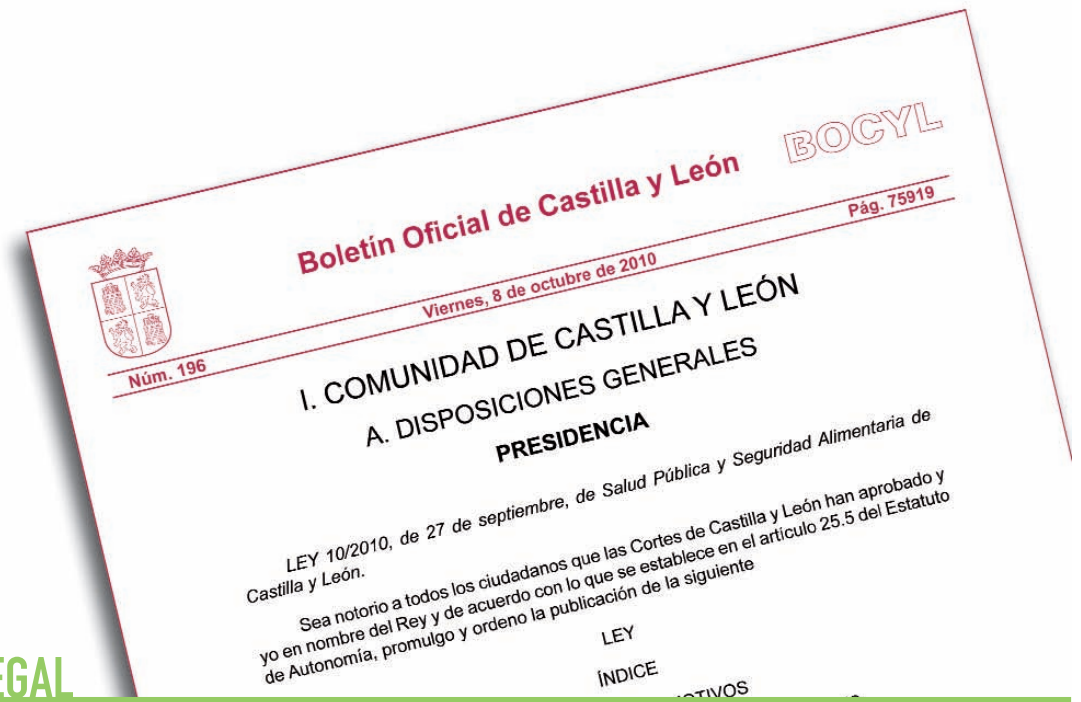 BOCYL
Boletín Oficial de Castilla y León
Núm. 196
Viernes, 8 de octubre de 2010
Pág. 75919
I. COMUNIDAD DE CASTILLA Y LEÓN
A. DISPOSICIONES GENERALES
PRESIDENCIA
LEY 10/2010, de 27 de septiembre, de Salud Pública y Seguridad Alimentaria de
Castilla y León.
Sea notorio a todos los ciudadanos que las Cortes de Castilla y León han aprobado y
yo en nombre del Rey y de acuerdo con lo que se establece en el artículo 25.5 del Estatuto
de Autonomía, promulgo y ordeno la publicación de la siguiente
LEY
ÍNDICE